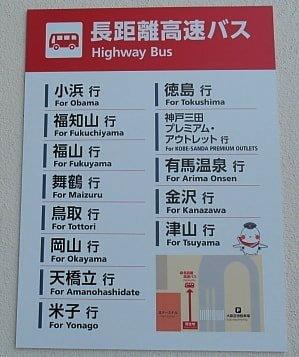 長距離高速バス
Highway Bus
小浜 行
For Obama
福知山 行
For Fukuchiyama
福山 行
For Fukuyama
舞鶴 行
For Maizuru
鳥取 行
For Tottori
岡山 行
For Okayama
天橋立 行
For Amanohashidate
米子 行
For Yonago
徳島 行
For Tokushima
神戸三田
プレミアム・
アウトレット 行
For KOBE-SANDA PREMIUM OUTLETS
有馬温泉 行
For Arima Onsen
金沢 行
For Kanazawa
津山 行
For Tsuyama
P